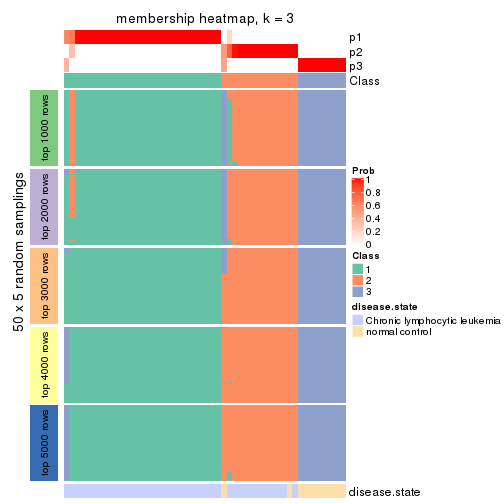 membership heatmap, k = 3
p1
p2
p3
Class
50 x 5 random samplings
top 1000 rows
top 2000 rows
top 3000 rows
top 4000 rows
top 5000 rows
Prob
1
0.8
0.6
0.4
0.2
0
Class
1
2
3
disease.state
Chronic lymphocytic leukemia
normal control
disease.state